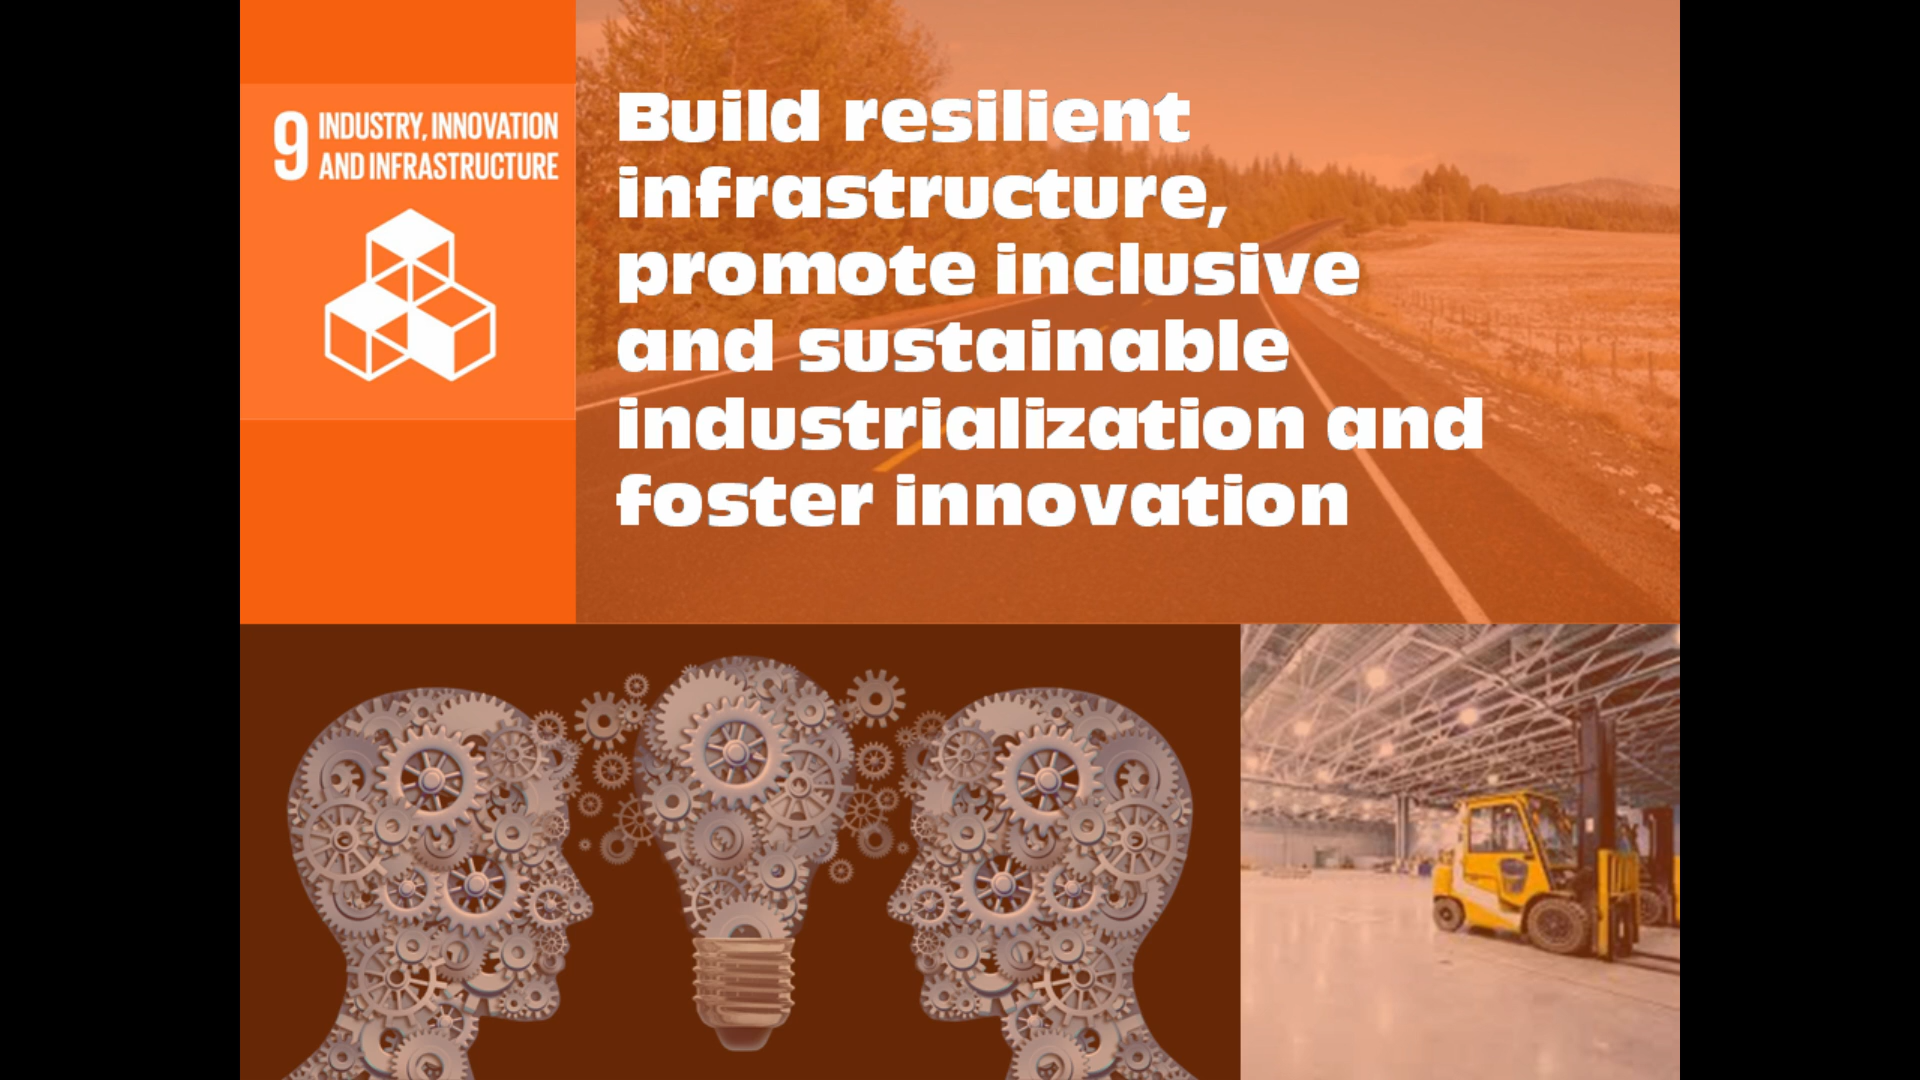 9 INDUSTRY, INNOVATION
AND INFRASTRUCTURE
Build resilient
infrastructure,
promote inclusive
and sustainable
industrialization and
foster innovation